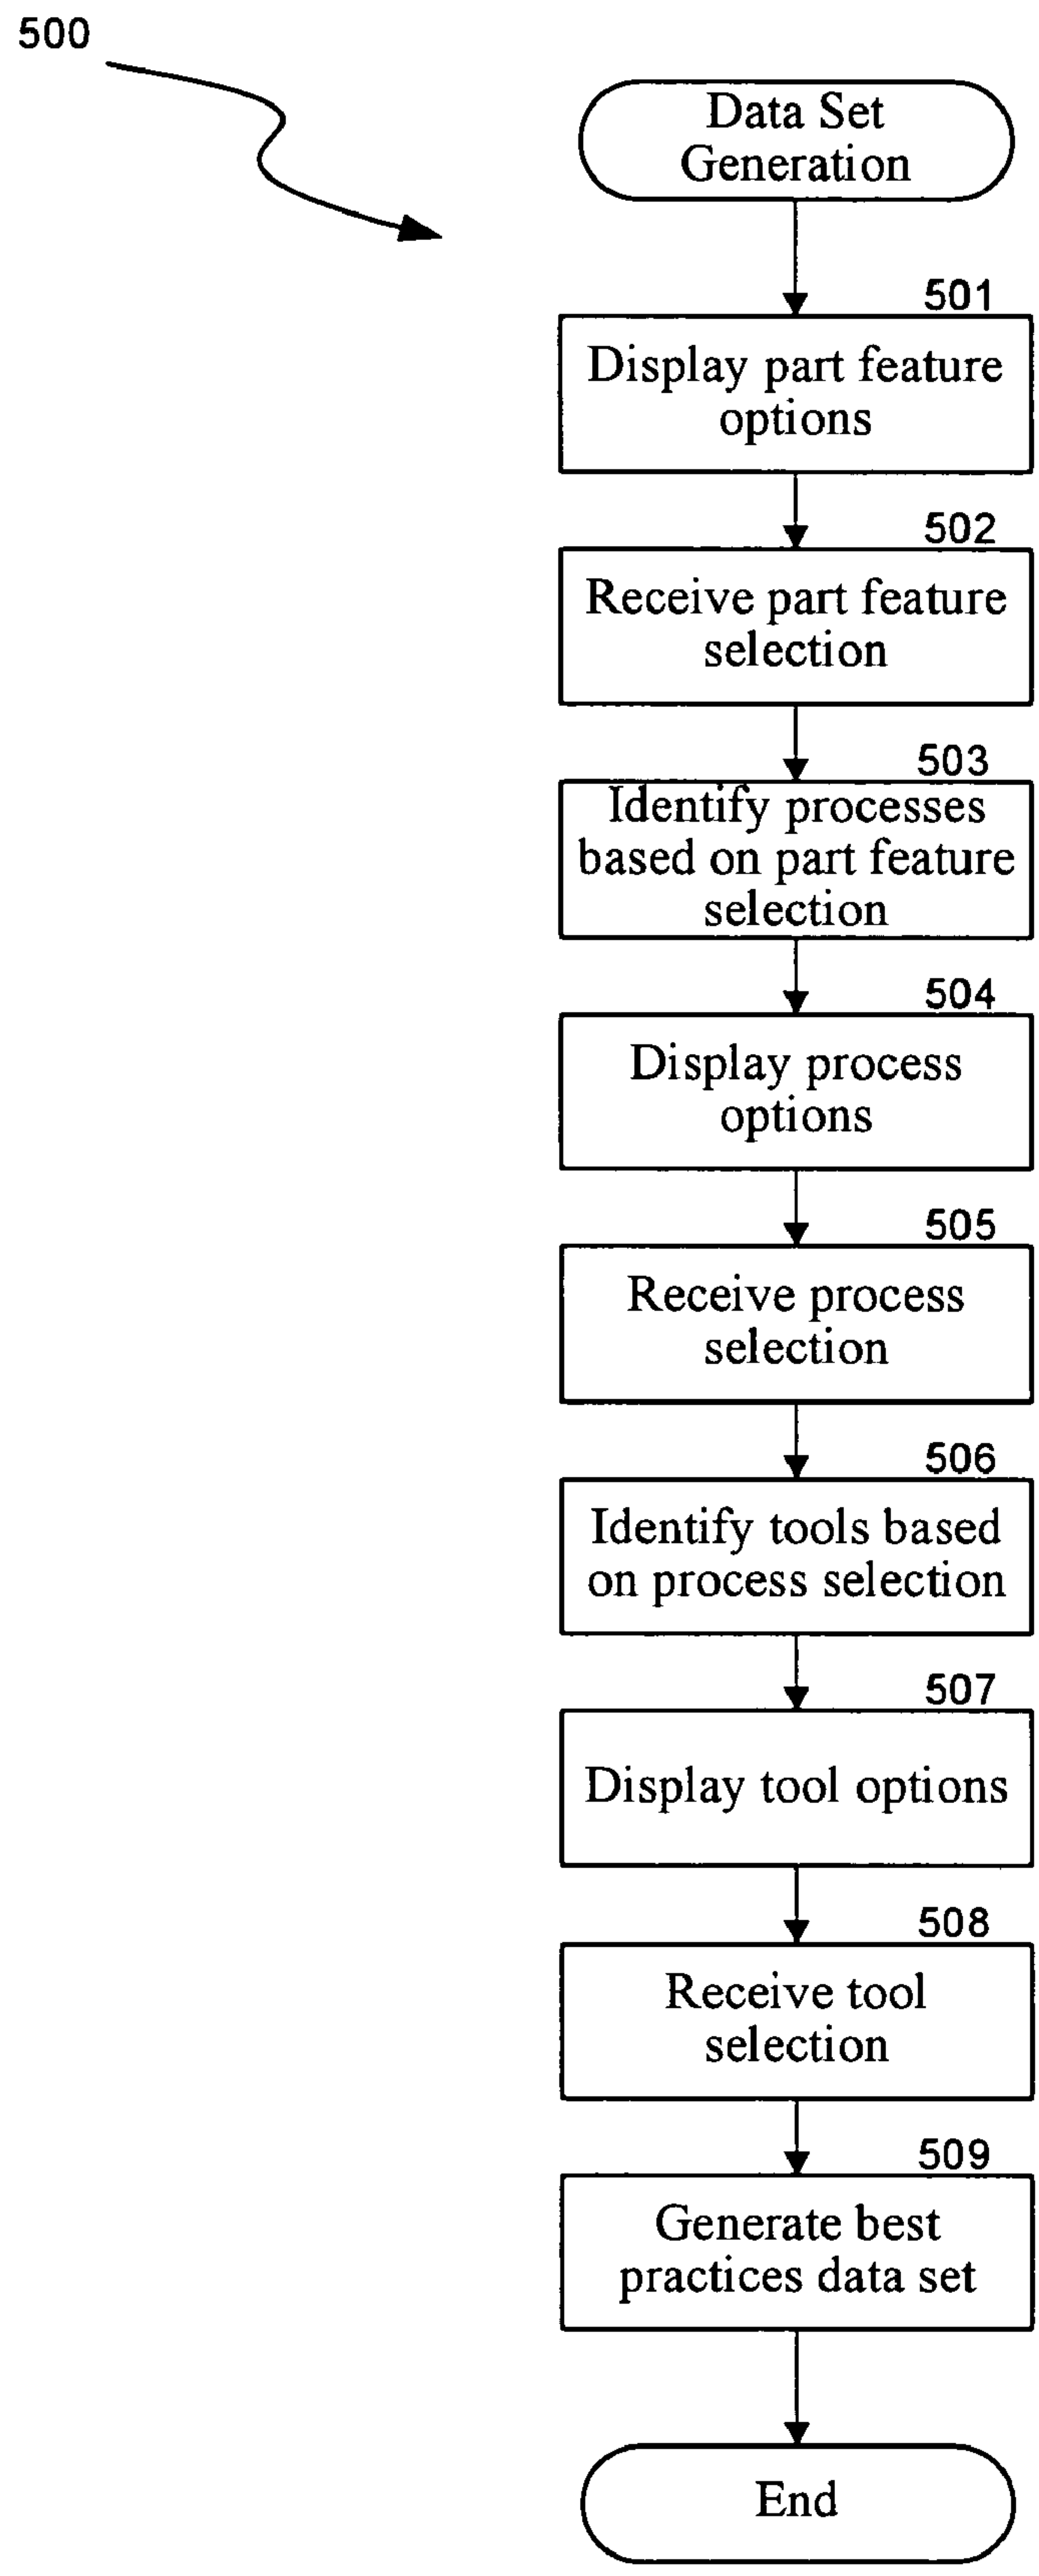 500
Data Set
Generation
501
Display part feature
options
502
Receive part feature
selection
503
Identify processes
based on part feature
selection
504
Display process
options
505
Receive process
selection
506
Identify tools based
on process selection
507
Display tool options
508
Receive tool
selection
509
Generate best
practices data set
End